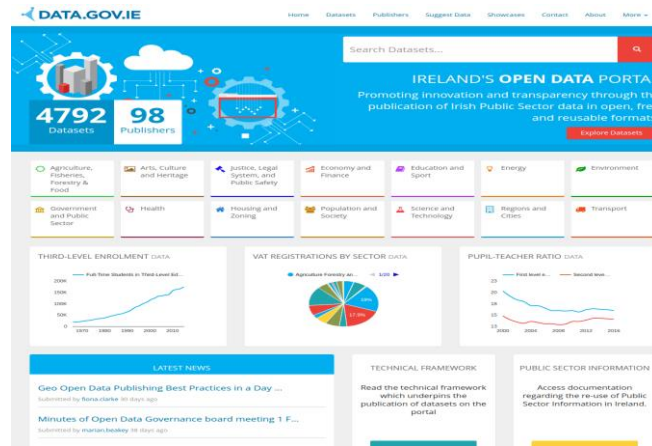 DATA.GOV.IE
Home Datasets Publishers Suggest Data Showcases Contact About More
Search Datasets...
IRELAND'S OPEN DATA PORTA
Promoting innovation and transparency through th
publication of Irish Public Sector data in open, fre
and reusable formats
Explore Datasets
4792
Datasets
98
Publishers
Agriculture,
Fisheries,
Forestry &
Food
Arts, Culture
and Heritage
Justice, Legal
System, and
Public Safety
Economy and
Finance
Education and
Sport
Energy
Environment
Government
and Public
Sector
Health
Housing and
Zoning
Population and
Society
Science and
Technology
Regions and
Cities
Transport
THIRD-LEVEL ENROLMENT DATA
Full-Time Students in Third-Level Ed...
200K
150K
100K
50K
0
1970 1980 1990 2000 2010
VAT REGISTRATIONS BY SECTOR DATA
Agriculture Forestry an...
1/20
17.5%
PUPIL-TEACHER RATIO DATA
First level e...
Second leve...
2000 2004 2008 2012 2016
LATEST NEWS
Geo Open Data Publishing Best Practices in a Day ...
Submitted by fiona.clarke days ago
Minutes of Open Data Governance board meeting 1 F...
Submitted by marian.beakey days ago
TECHNICAL FRAMEWORK
Read the technical framework
which underpins the
publication of datasets on the
portal
PUBLIC SECTOR INFORMATION
Access documentation
regarding the re-use of Public
Sector Information in Ireland.